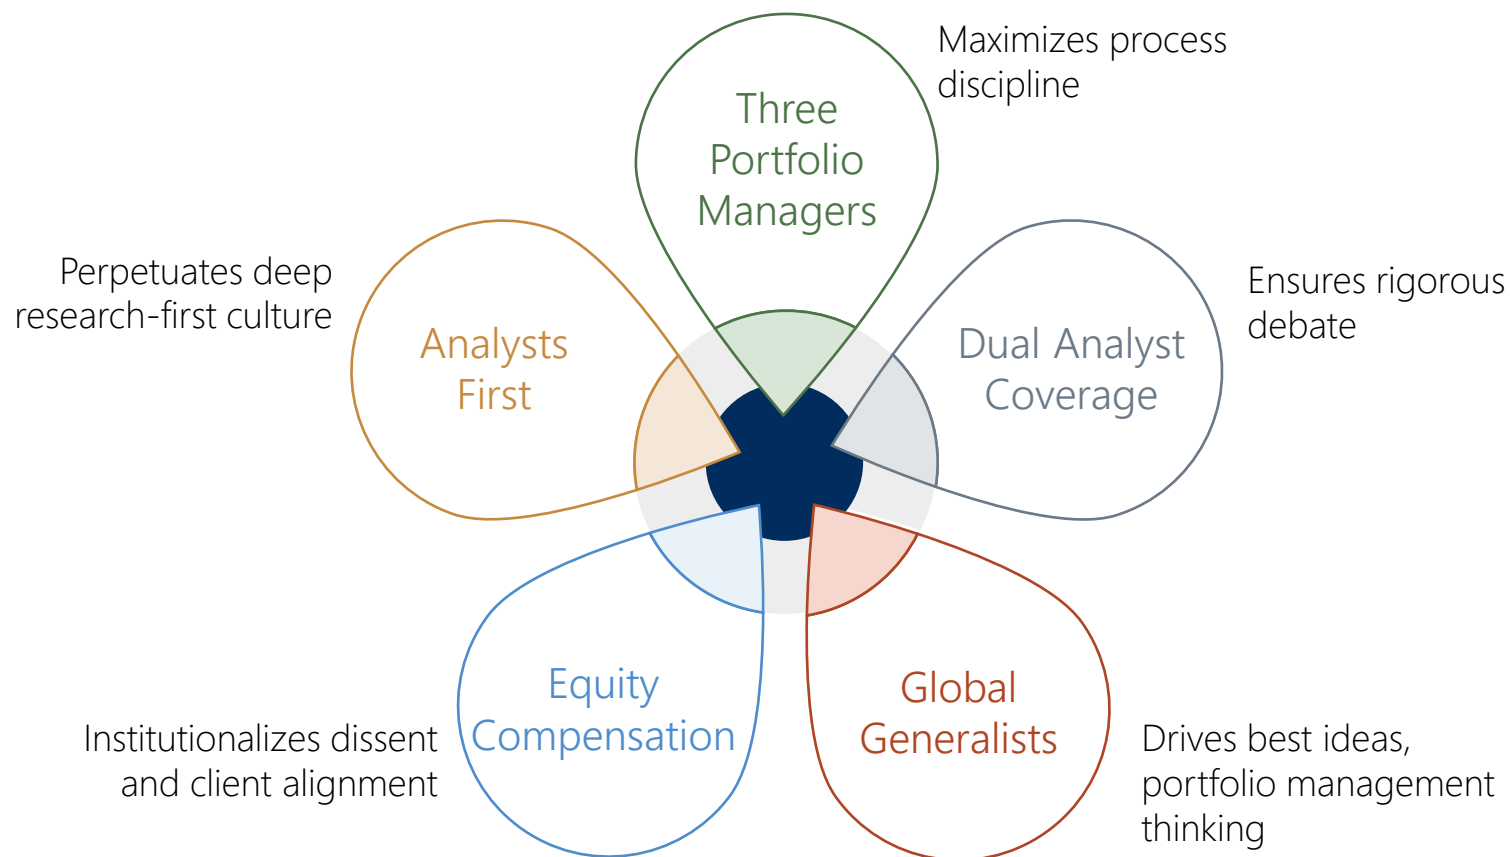 Maximizes process
discipline
Three
Portfolio
Managers
Perpetuates deep
research-first culture
Analysts
First
Dual Analyst
Coverage
Ensures rigorous
debate
Equity
Compensation
Institutionalizes dissent
and client alignment
Global
Generalists
Drives best ideas,
portfolio management
thinking